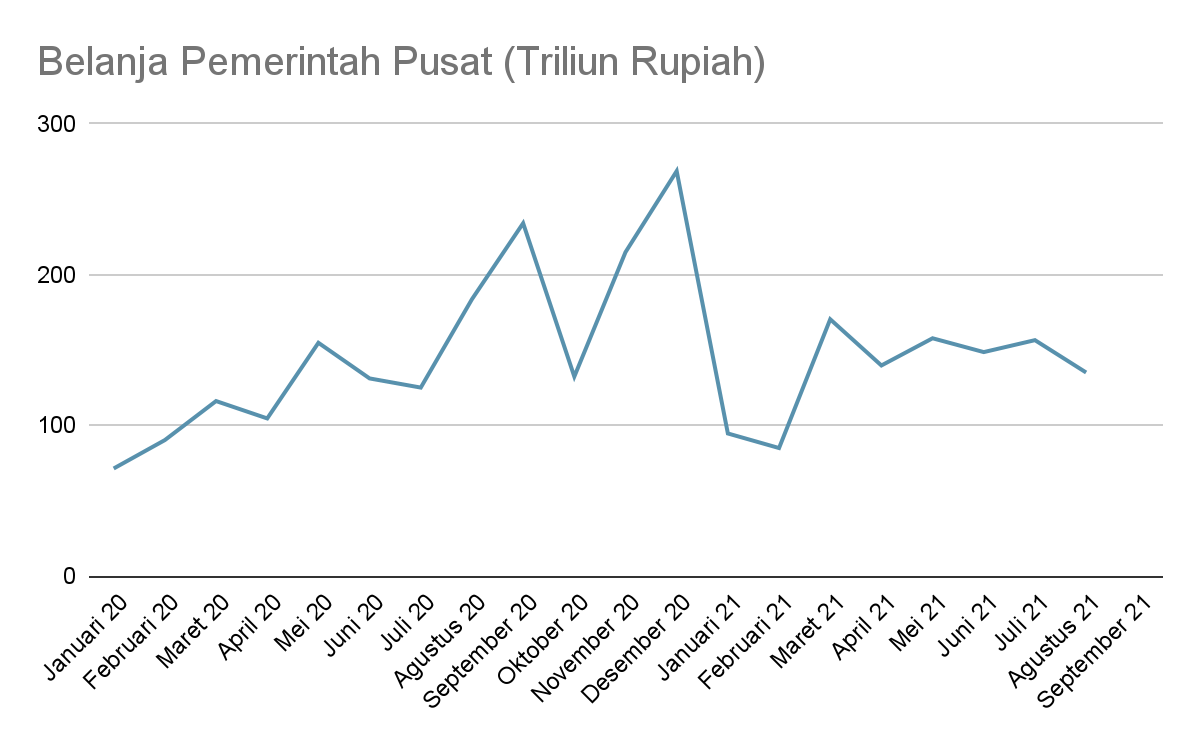 Belanja Pemerintah Pusat (Triliun Rupiah)
300
200
100
0
Januari 20
Februari 20
Maret 20
April 20
Mei 20
Juni 20
Juli 20
Agustus 20
September 20
Oktober 20
November 20
Desember 20
Januari 21
Februari 21
Maret 21
April 21
Mei 21
Juni 21
Juli 21
Agustus 21
September 21